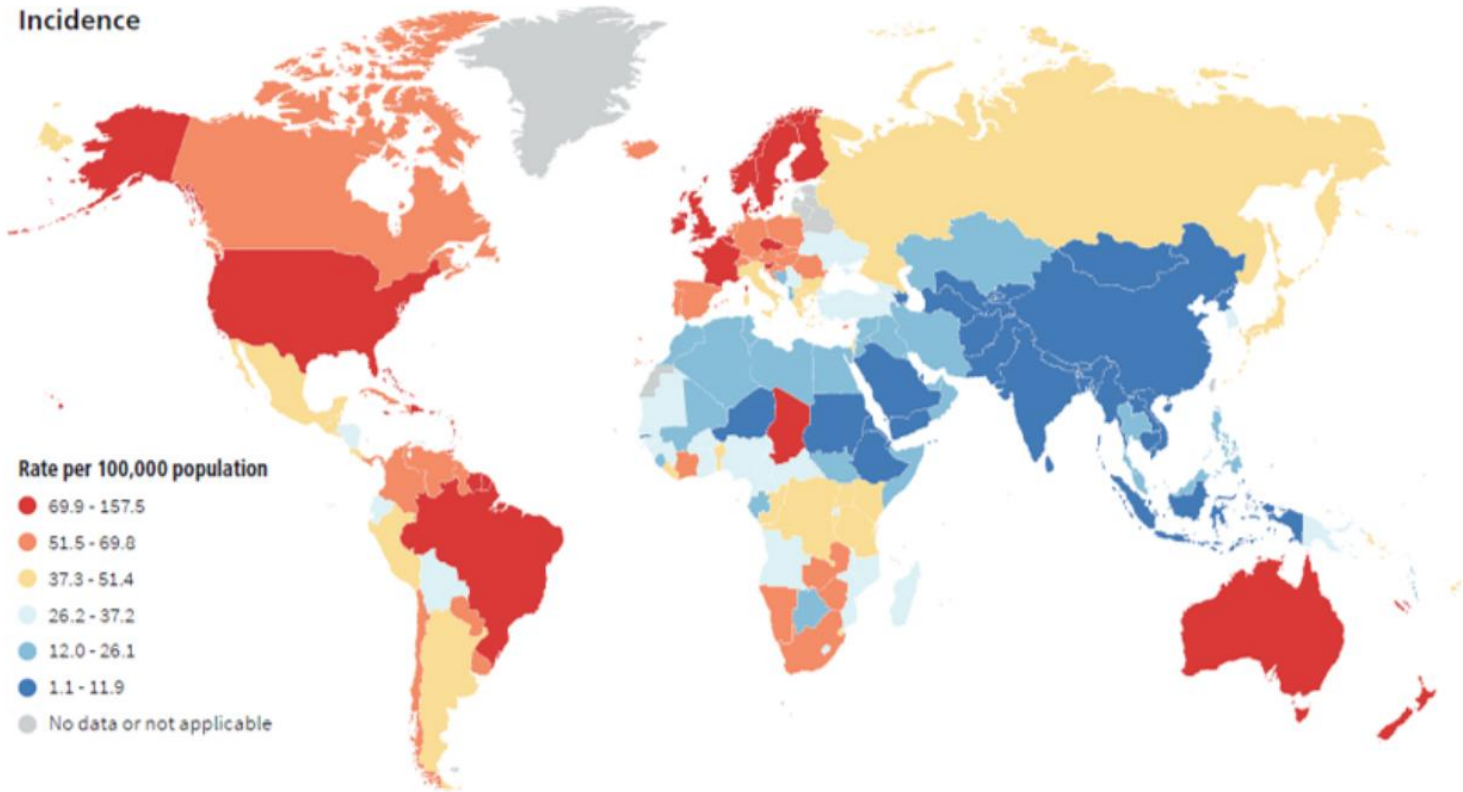 Incidence
Rate per 100,000 population
69.9 - 157.5
51.5 - 69.8
37.3 - 51.4
26.2 - 37.2
12.0 - 26.1
1.1 - 11.9
No data or not applicable